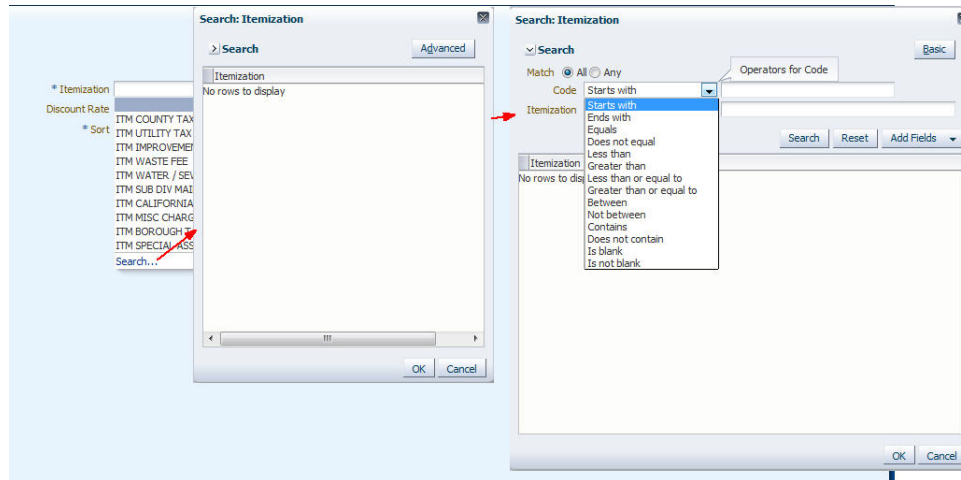 * Itemization
Discount Rate
* Sort
ITM COUNTY TAX
ITM UTILITY TAX
ITM IMPROVEMEN
ITM WASTE FEE
ITM WATER / SEV
ITM SUB DIV MAI
ITM CALIFORNIA
ITM MISC CHARG
ITM BOROUGH T
ITM SPECIAL ASS
Search...
Search: Itemization
Search
Advanced
Itemization
No rows to display
OK Cancel
Search: Itemization
Search
Basic
Match All Any
Operators for Code
Code Starts with
Itemization
Starts with
Ends with
Equals
Does not equal
Less than
Greater than
Less than or equal to
Greater than or equal to
Between
Not between
Contains
Does not contain
Is blank
Is not blank
Search Reset Add Fields
Itemization
No rows to dis
OK Cancel